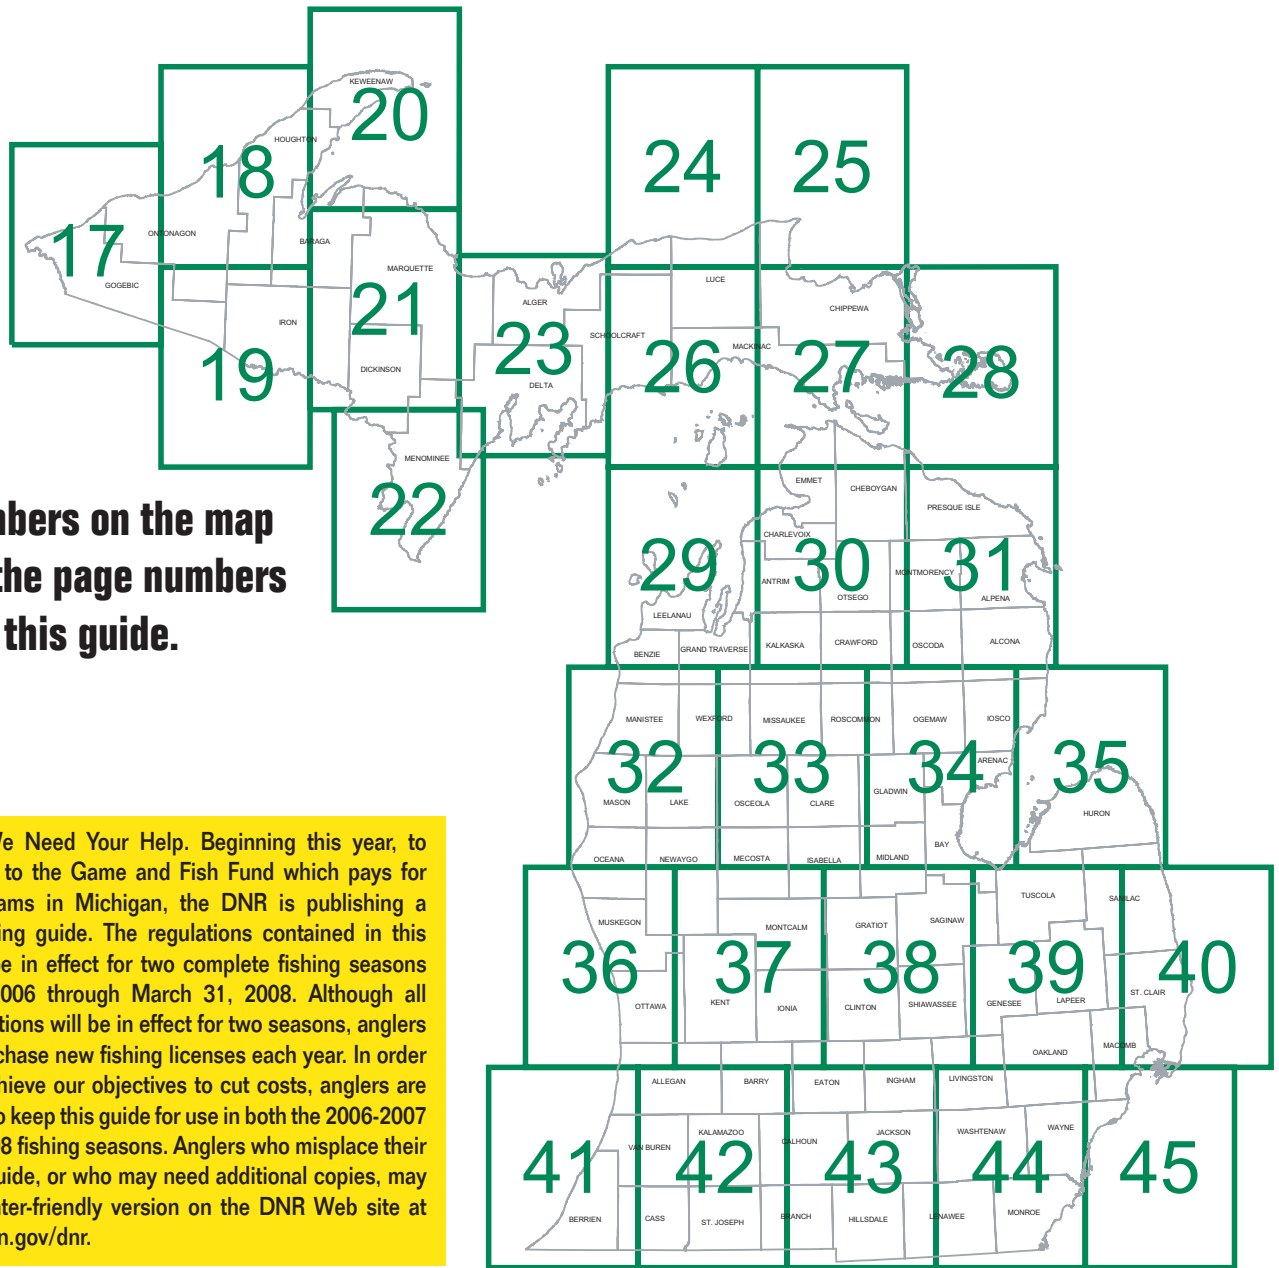 KEWEENAW
20
HOUGHTON
18
24
25
17
ONTONAGON
BARAGA
GOGEBIC
MARQUETTE
21
LUCE
CHIPPEWA
ALGER
IRON
23
SCHOOLCRAFT
MACKINAC
19
DICKINSON
DELTA
26
27
28
MENOMINEE
22
EMMET
CHEBOYGAN
PRESQUE ISLE
CHARLEVOIX
29
30
31
ANTRIM
OTSEGO
MONTMORENCY
ALPENA
LEELANAU
BENZIE
GRAND TRAVERSE
KALKASKA
CRAWFORD
OSCODA
ALCONA
nbers on the map
the page numbers
this guide.
MANISTEE
WEXFORD
MISSAUKEE
ROSCOMMON
OGEMAW
IOSCO
32
33
34
35
ARENAC
MASON
LAKE
OSCEOLA
CLARE
GLADWIN
HURON
OCEANA
NEWAYGO
MECOSTA
ISABELLA
MIDLAND
BAY
MUSKEGON
MONTCALM
GRATIOT
SAGINAW
TUSCOLA
SANILAC
36
37
38
39
40
OTTAWA
KENT
IONIA
CLINTON
SHIAWASSEE
GENESEE
LAPEER
ST. CLAIR
OAKLAND
MACOMB
ALLEGAN
BARRY
EATON
INGHAM
LIVINGSTON
VAN BUREN
KALAMAZOO
CALHOUN
JACKSON
WASHTENAW
WAYNE
41
42
43
44
45
BERRIEN
CASS
ST. JOSEPH
BRANCH
HILLSDALE
LENAWEE
MONROE
e Need Your Help. Beginning this year, to
to the Game and Fish Fund which pays for
ams in Michigan, the DNR is publishing a
ing guide. The regulations contained in this
e in effect for two complete fishing seasons
006 through March 31, 2008. Although all
tions will be in effect for two seasons, anglers
chase new fishing licenses each year. In order
hieve our objectives to cut costs, anglers are
o keep this guide for use in both the 2006-2007
8 fishing seasons. Anglers who misplace their
uide, or who may need additional copies, may
ter-friendly version on the DNR Web site at
n.gov/dnr.